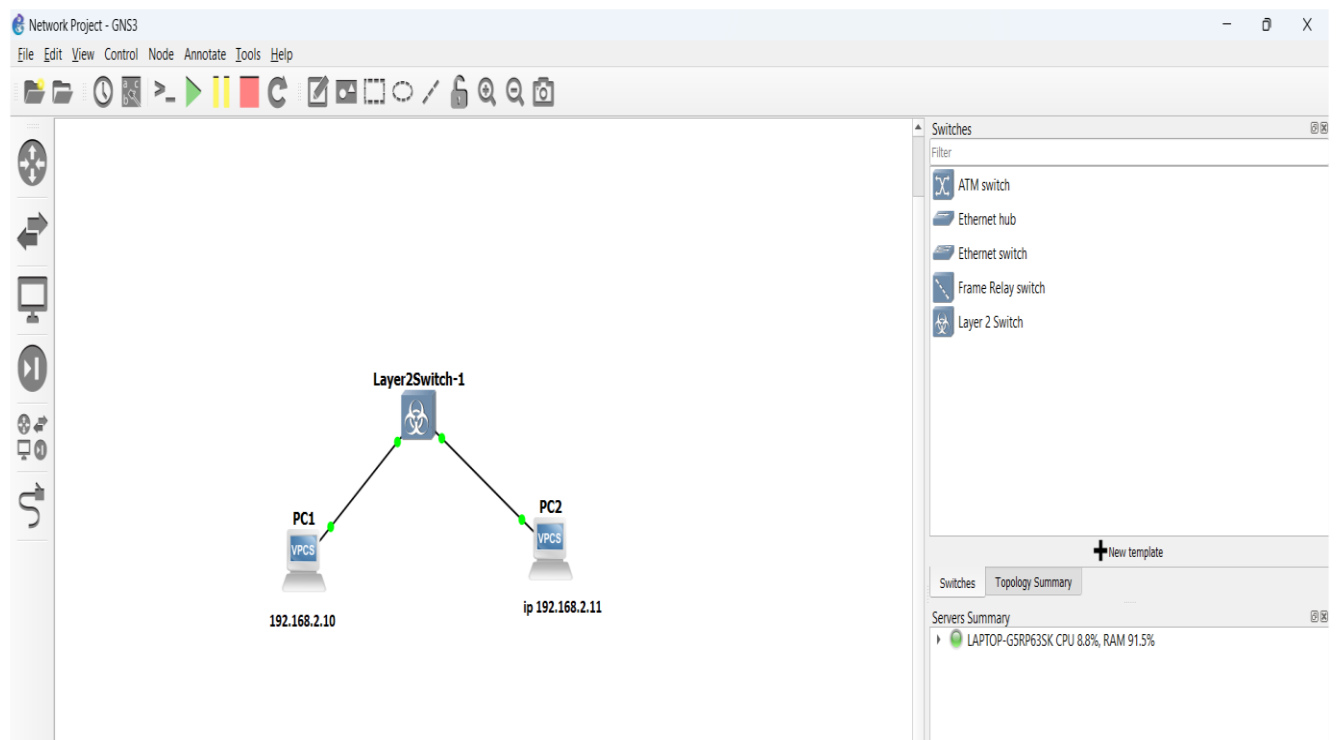 Network Project - GNS3
File Edit View Control Node Annotate Tools Help
Switches
Filter
ATM switch
Ethernet hub
Ethernet switch
Frame Relay switch
Layer 2 Switch
Layer2Switch-1
PC1
VPCS
192.168.2.10
PC2
VPCS
ip 192.168.2.11
New template
Switches Topology Summary
Servers Summary
LAPTOP-G5RP63SK CPU 8.8%, RAM 91.5%